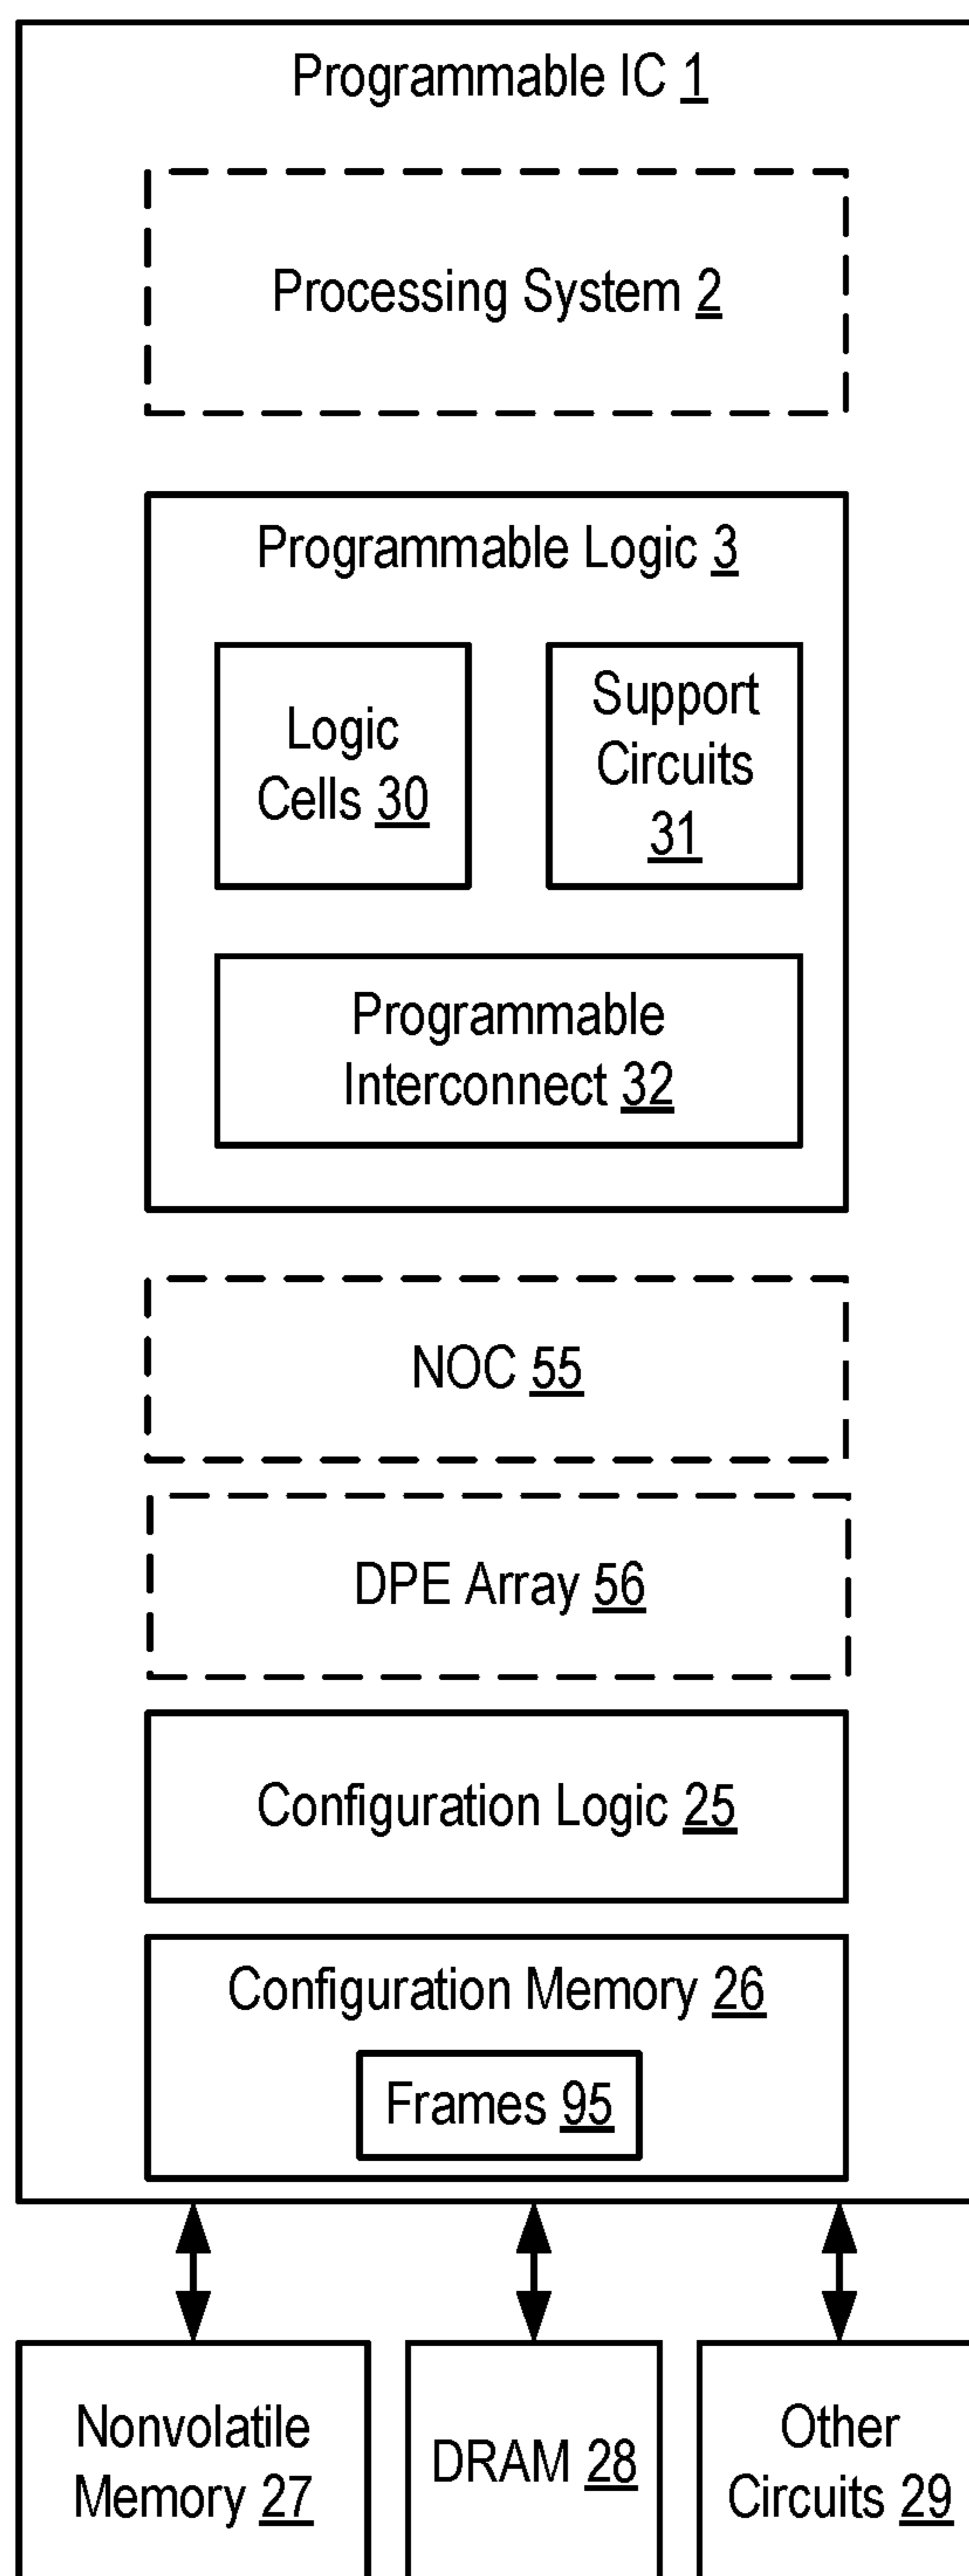 Programmable IC 1
Processing System 2
Programmable Logic 3
Logic
Cells 30
Support
Circuits
31
Programmable
Interconnect 32
NOC 55
DPE Array 56
Configuration Logic 25
Configuration Memory 26
Frames 95
Nonvolatile
Memory 27
DRAM 28
Other
Circuits 29